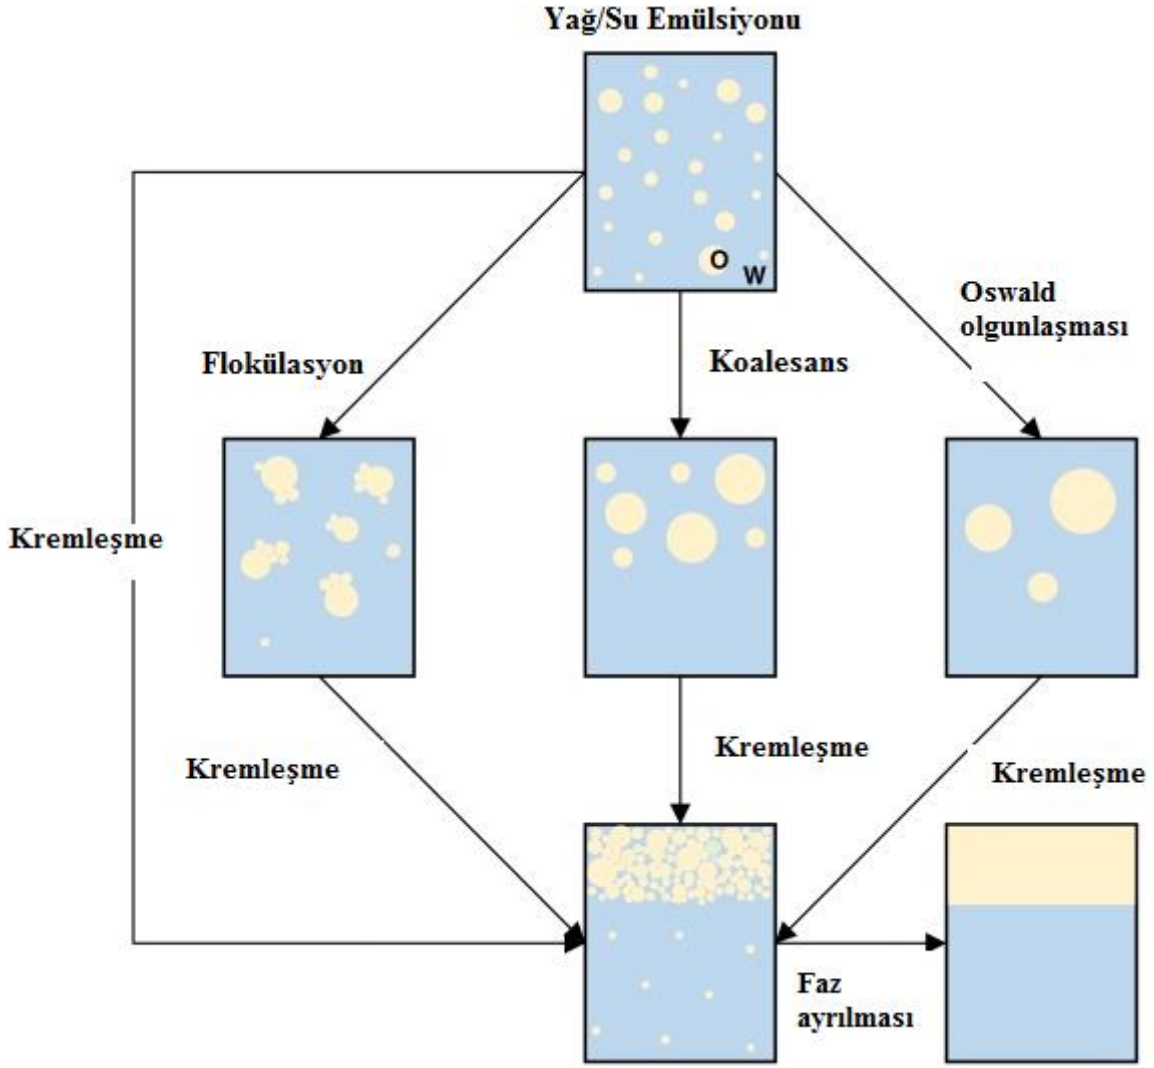 Yağ/Su Emülsiyonu
O
W
Oswald
olgunlaşması
Flokülasyon
Koalesans
Kremleşme
Kremleşme
Kremleşme
Kremleşme
Faz
ayrılması